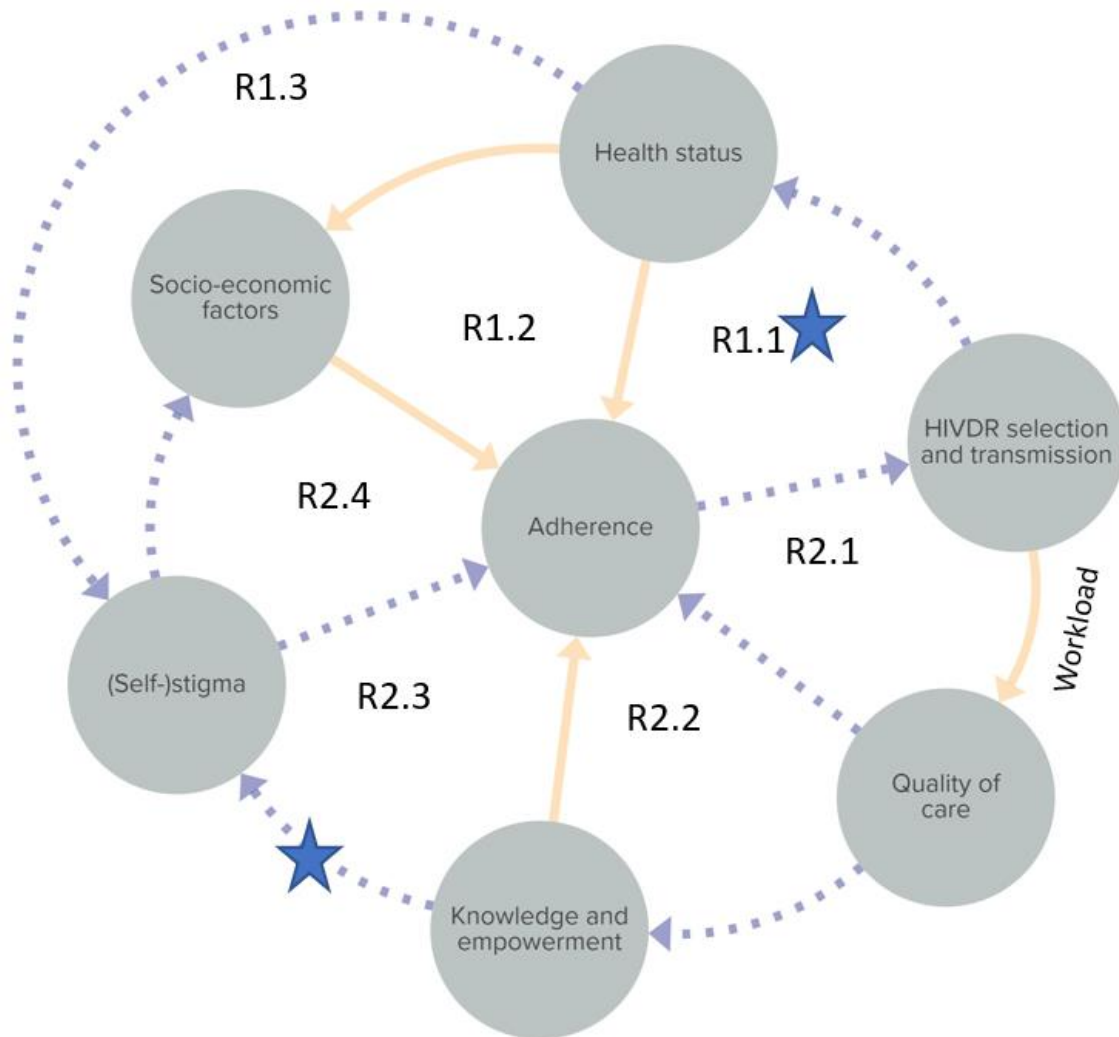 R1.3
Health status
Socio-economic
factors
R1.2
R1.1
HIVDR selection
and transmission
R2.4
Adherence
R2.1
Workload
(Self-)stigma
R2.3
R2.2
Quality of
care
Knowledge and
empowerment